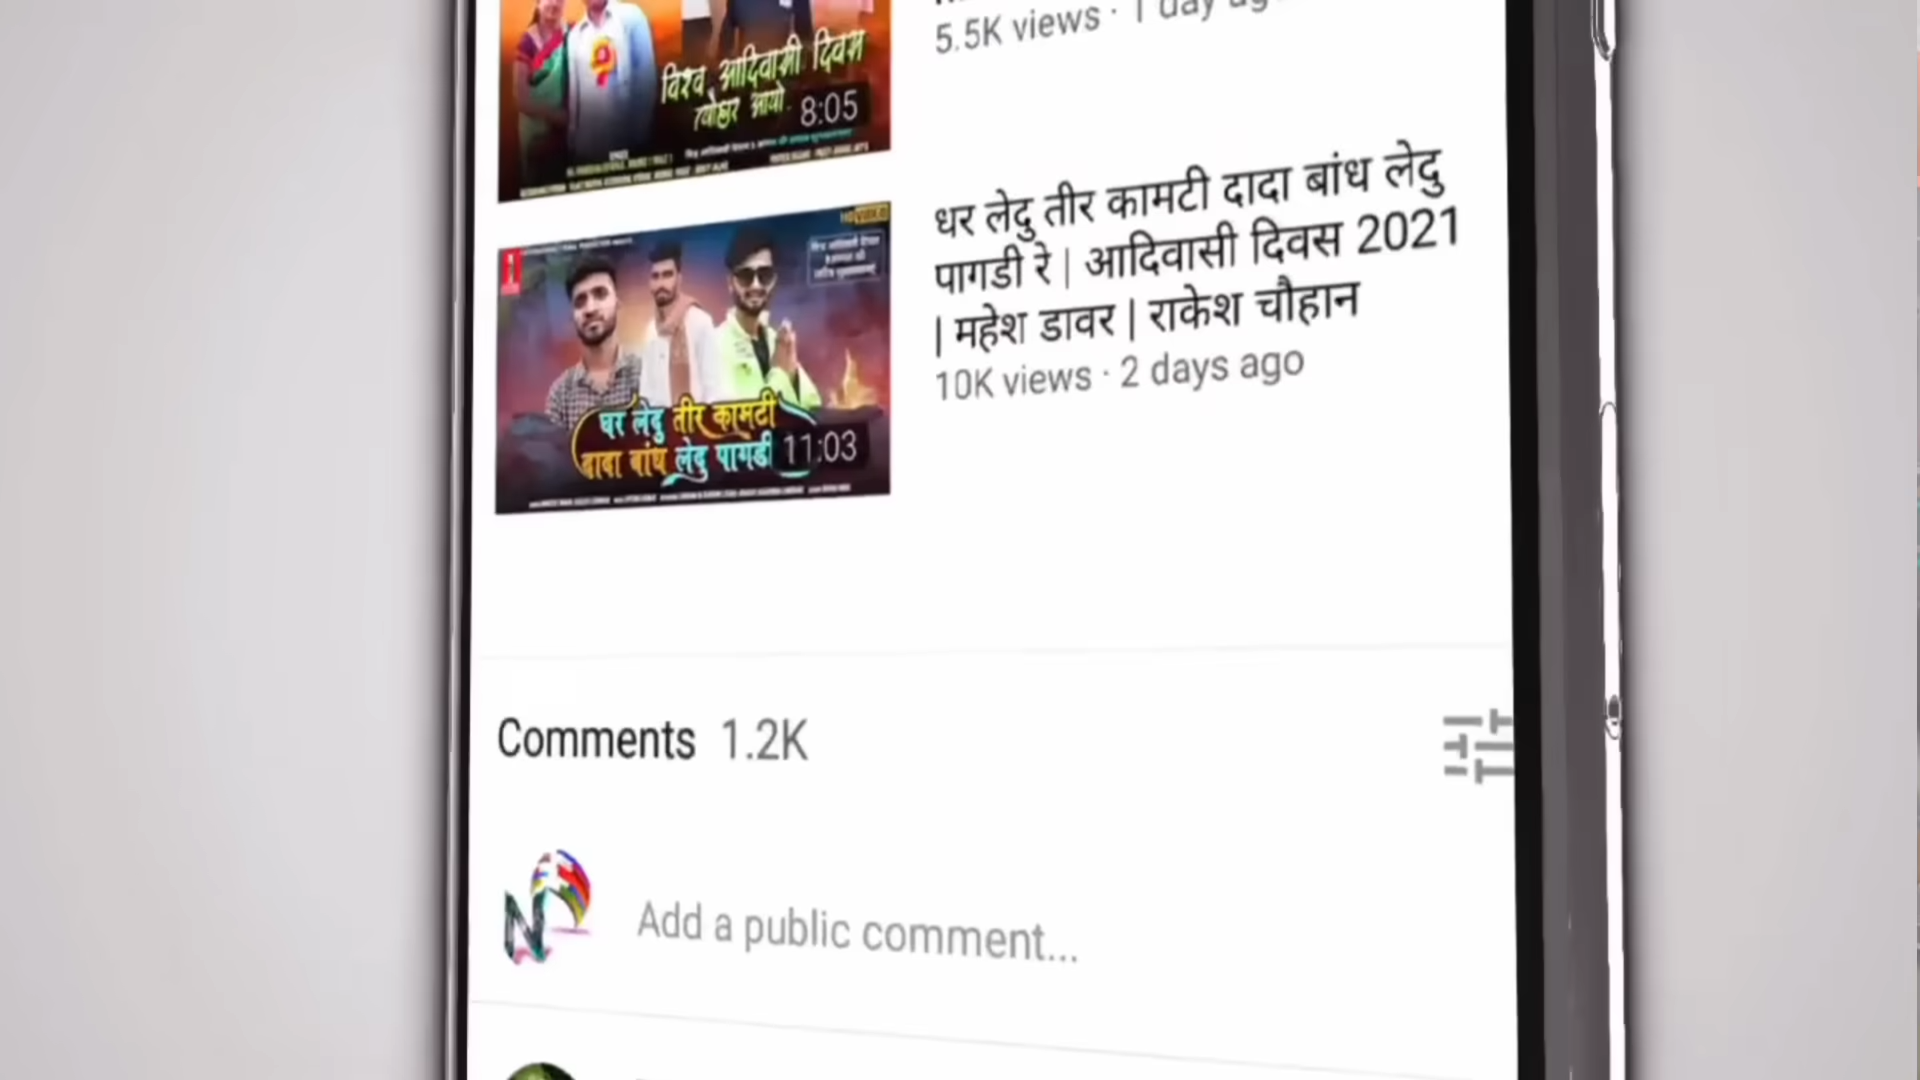 विश्व आदिवासी दिवस
त्योहार आयो
8:05
5.5K views · 1 day
धर लेदु तीर कामटी दादा बांध लेदु
पागडी रे | आदिवासी दिवस 2021
| महेश डावर | राकेश चौहान
10K views · 2 days ago
धर लेदु तीर कामटी
दादा बांध लेदु पागडी
11:03
Comments 1.2K
N
Add a public comment...